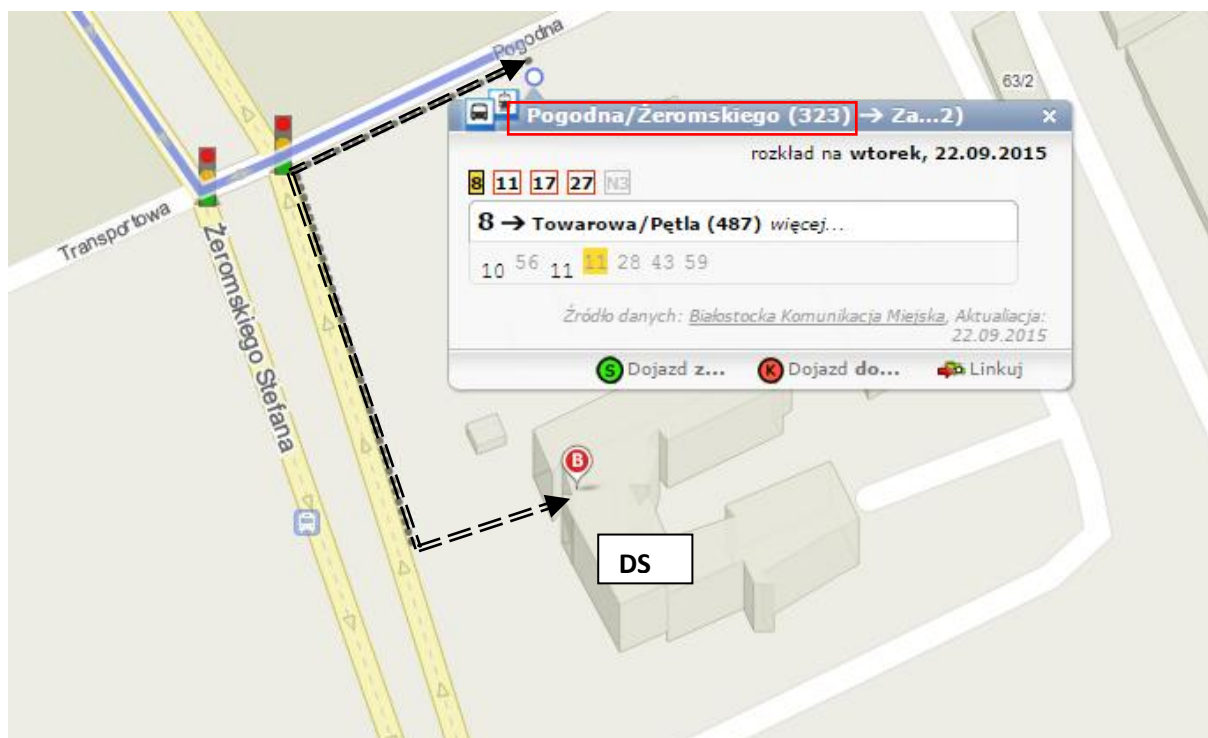 Pogodna
63/2
Pogodna/Żeromskiego (323) → Za...2) ×
rozkład na wtorek, 22.09.2015
8 11 17 27 N3
8 → Towarowa/Pętla (487) więcej...
10 56 11 11 28 43 59
Źródło danych: Białostocka Komunikacja Miejska, Aktualiacja:
22.09.2015
S Dojazd z... K Dojazd do... Linkuj
Transportowa
Żeromskiego Stefana
B
DS